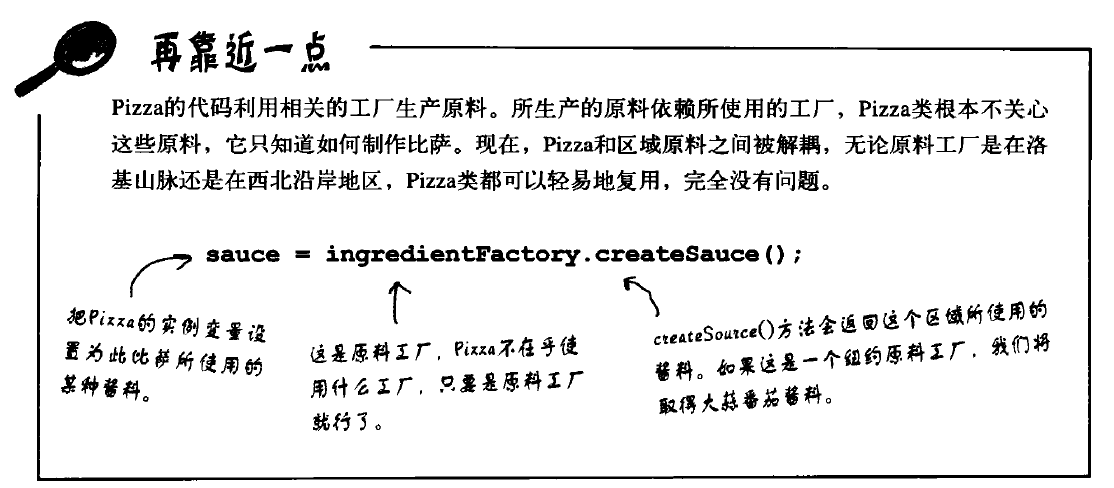 再靠近一点
Pizza的代码利用相关的工厂生产原料。所生产的原料依赖所使用的工厂，Pizza类根本不关心
这些原料，它只知道如何制作比萨。现在，Pizza和区域原料之间被解耦，无论原料工厂是在洛
基山脉还是在西北沿岸地区，Pizza类都可以轻易地复用，完全没有问题。
sauce = ingredientFactory.createSauce();
把Pizza的实例变量设
置为此比萨所使用的
某种酱料。
这是原料工厂，Pizza不在乎使
用什么工厂，只要是原料工厂
就行了。
createSource()方法会返回这个区域所使用的
酱料。如果这是一个纽约原料工厂，我们将
取得大蒜番茄酱料。